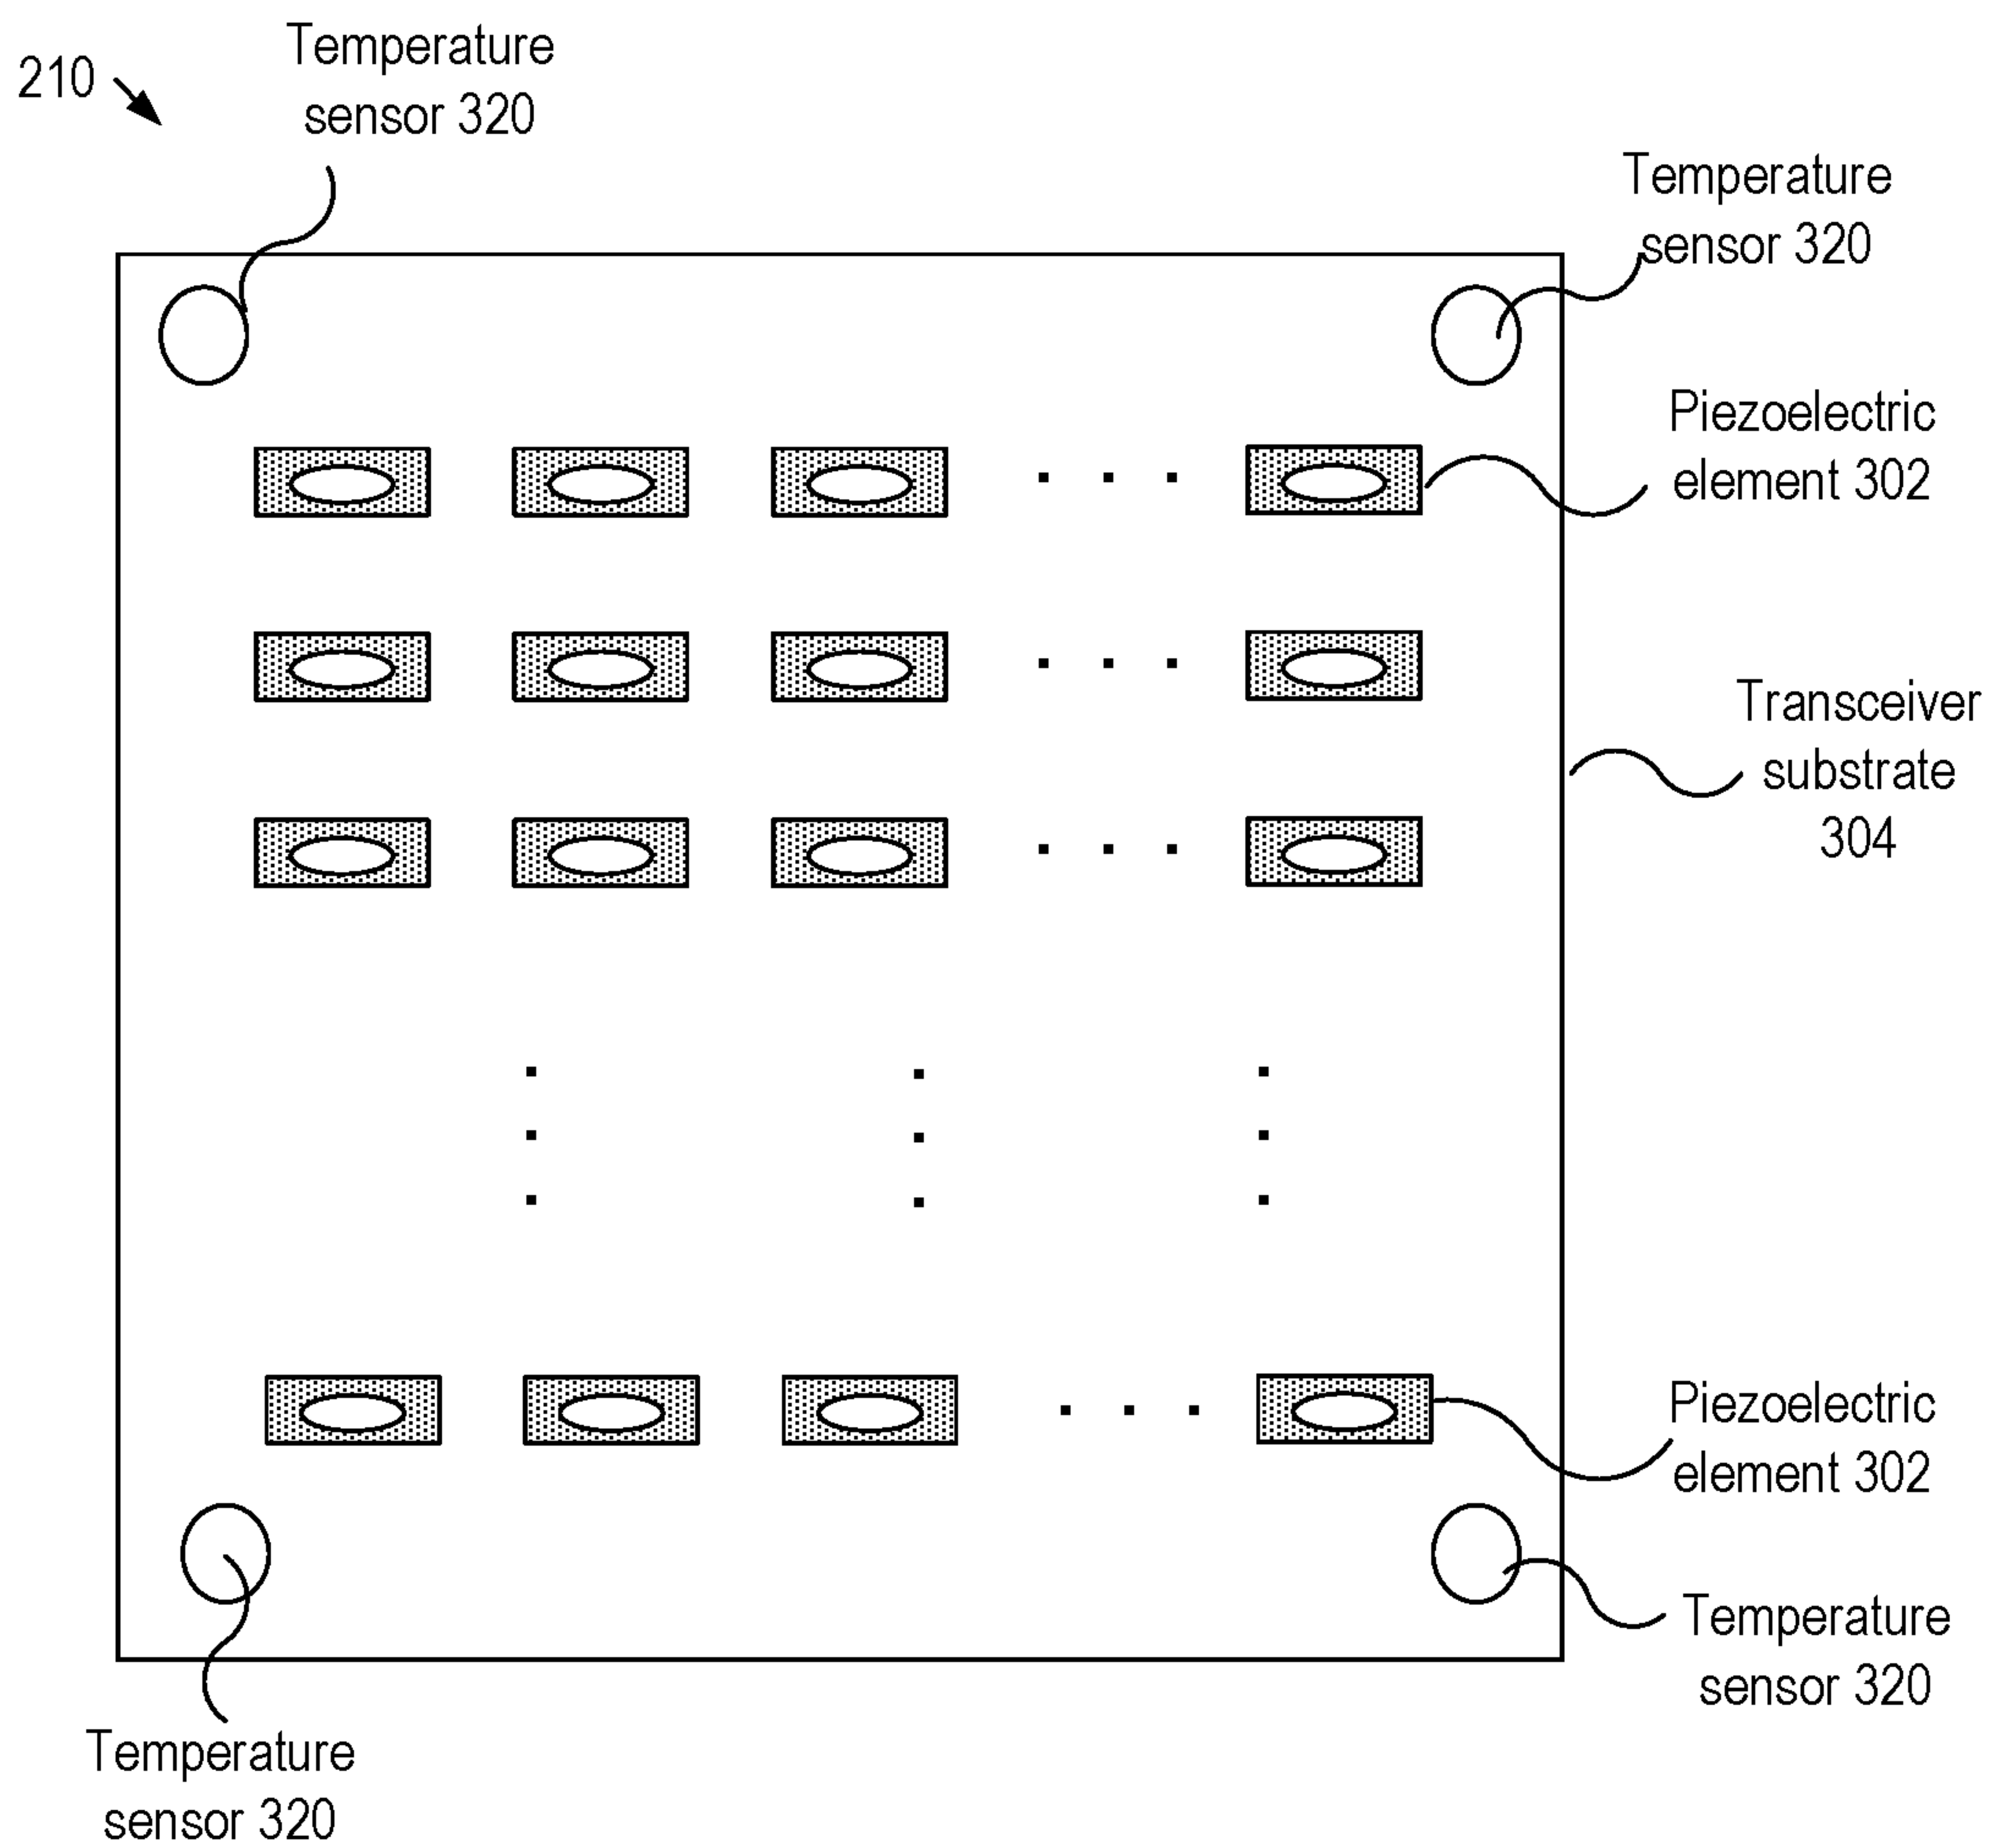 210
Temperature
sensor 320
Temperature
sensor 320
Piezoelectric
element 302
Transceiver
substrate
304
Piezoelectric
element 302
Temperature
sensor 320
Temperature
sensor 320